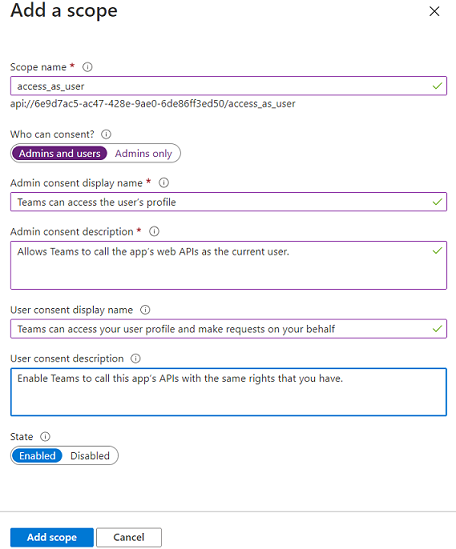 Add a scope
Scope name *
access_as_user
api://6e9d7ac5-ac47-428e-9ae0-6de86ff3ed50/access_as_user
Who can consent?
Admins and users Admins only
Admin consent display name *
Teams can access the user's profile
Admin consent description *
Allows Teams to call the app's web APIs as the current user.
User consent display name
Teams can access your user profile and make requests on your behalf
User consent description
Enable Teams to call this app's APIs with the same rights that you have.
State
Enabled Disabled
Add scope Cancel